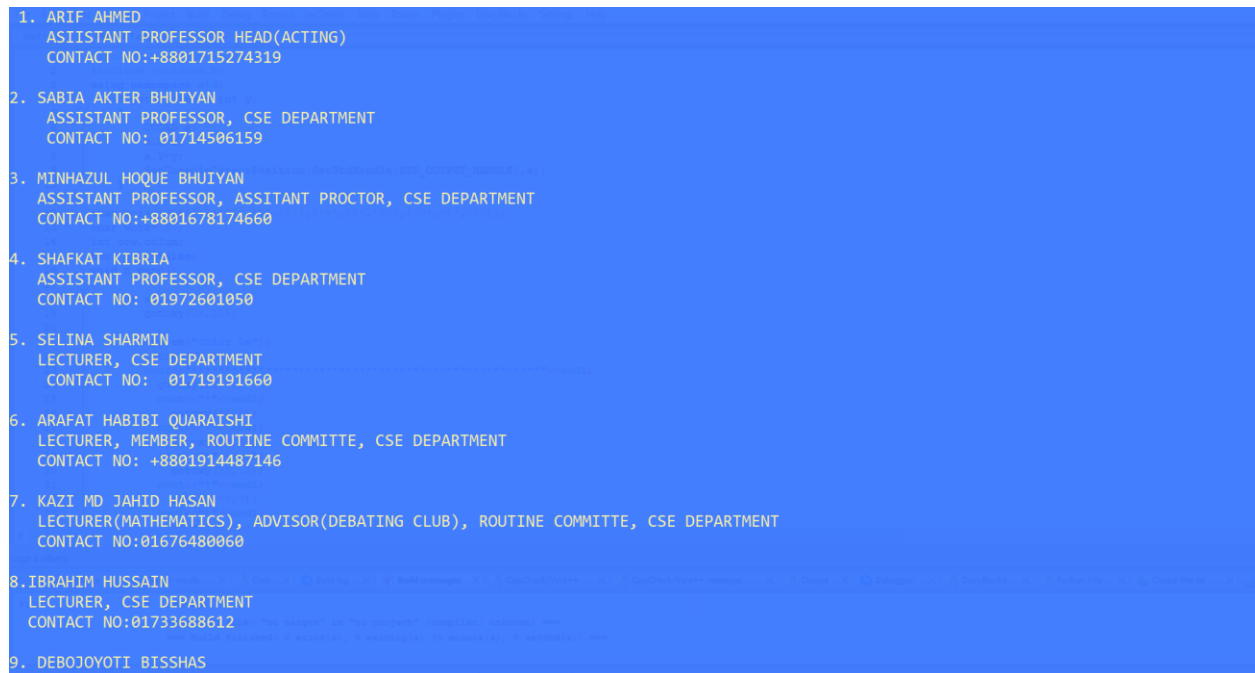 1. ARIF AHMED
ASIISTANT PROFESSOR HEAD(ACTING)
CONTACT NO:+8801715274319
2. SABIA AKTER BHUIYAN
ASSISTANT PROFESSOR, CSE DEPARTMENT
CONTACT NO: 01714506159
3. MINHAZUL HOQUE BHUIYAN
ASSISTANT PROFESSOR, ASSITANT PROCTOR, CSE DEPARTMENT
CONTACT NO:+8801678174660
4. SHAFKAT KIBRIA
ASSISTANT PROFESSOR, CSE DEPARTMENT
CONTACT NO: 01972601050
5. SELINA SHARMIN
LECTURER, CSE DEPARTMENT
CONTACT NO:  01719191660
6. ARAFAT HABIBI QUARAISHI
LECTURER, MEMBER, ROUTINE COMMITTE, CSE DEPARTMENT
CONTACT NO: +8801914487146
7. KAZI MD JAHID HASAN
LECTURER(MATHEMATICS), ADVISOR(DEBATING CLUB), ROUTINE COMMITTE, CSE DEPARTMENT
CONTACT NO:01676480060
8.IBRAHIM HUSSAIN
LECTURER, CSE DEPARTMENT
CONTACT NO:01733688612
9. DEBOJOYOTI BISSHAS